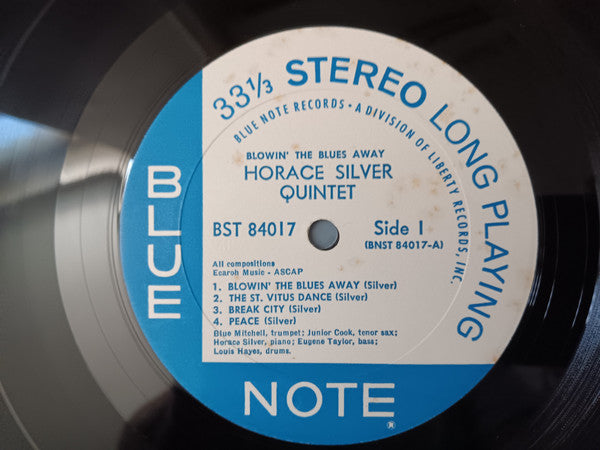 33⅓ STEREO LONG PLAYING
BLUE NOTE RECORDS • A DIVISION OF LIBERTY RECORDS, INC.
BLOWIN' THE BLUES AWAY
HORACE SILVER
QUINTET
BST 84017
Side 1
(BNST 84017-A)
All compositions
Ecaroh Music - ASCAP
1. BLOWIN' THE BLUES AWAY (Silver)
2. THE ST. VITUS DANCE (Silver)
3. BREAK CITY (Silver)
4. PEACE (Silver)
Blue Mitchell, trumpet; Junior Cook, tenor sax;
Horace Silver, piano; Eugene Taylor, bass;
Louis Hayes, drums.
BLUE
NOTE®